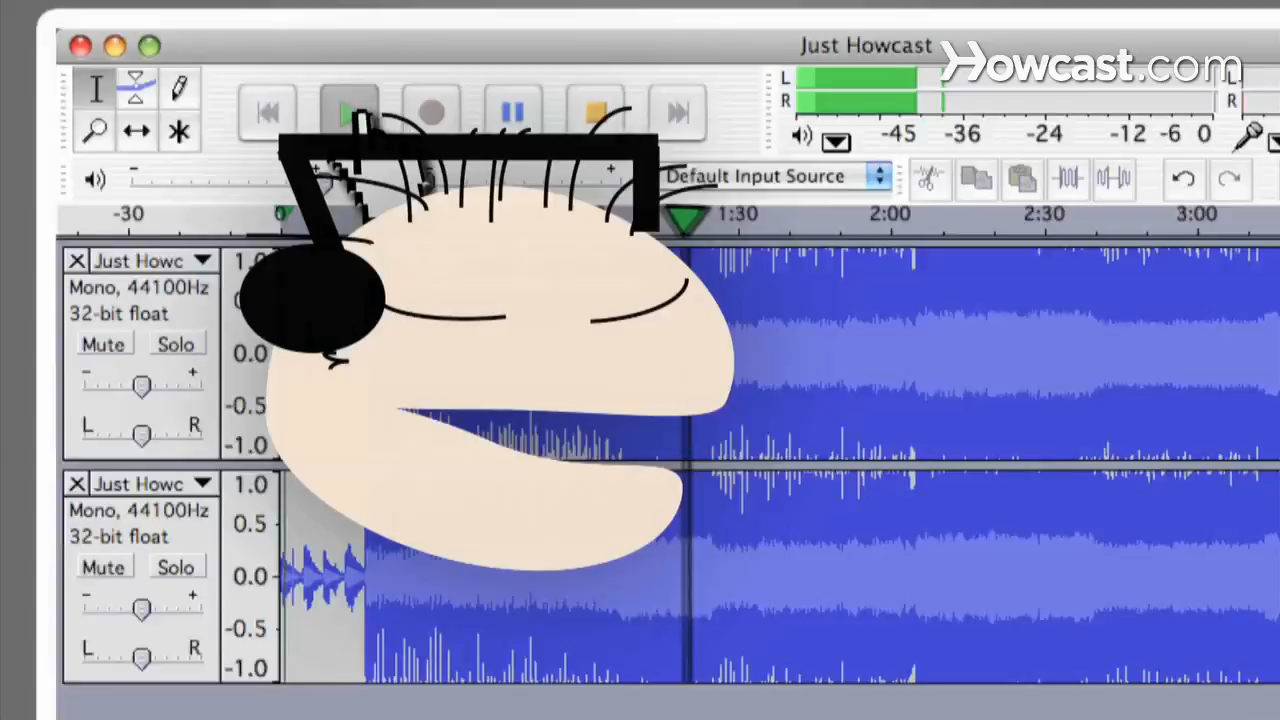 Just Howcast
Howcast.com
L
R
R
-45 -36 -24 -12 -6 0
- + - +
Default Input Source
-30 0 1:30 2:00 2:30 3:00
X Just Howc
Mono, 44100Hz
32-bit float
Mute Solo
- +
L R
1.0
0.0
-0.5
-1.0
X Just Howc
Mono, 44100Hz
32-bit float
Mute Solo
- +
L R
1.0
0.5
0.0
-0.5
-1.0